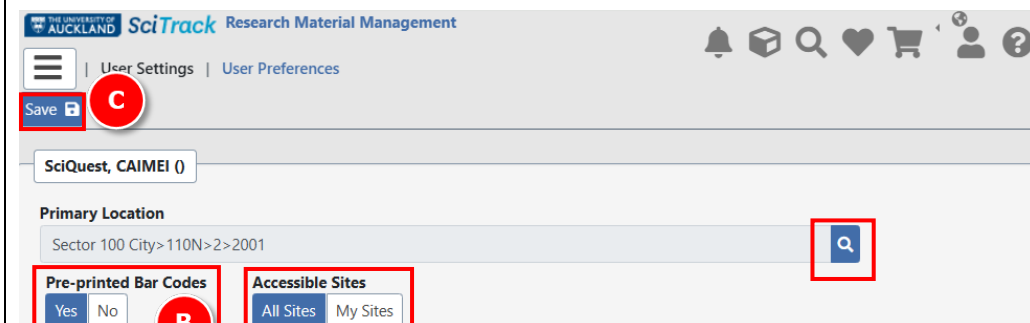 THE UNIVERSITY OF AUCKLAND SciTrack Research Material Management
| User Settings | User Preferences
Save C
SciQuest, CAIMEI ()
Primary Location
Sector 100 City>110N>2>2001
Pre-printed Bar Codes Accessible Sites
Yes No B All Sites My Sites